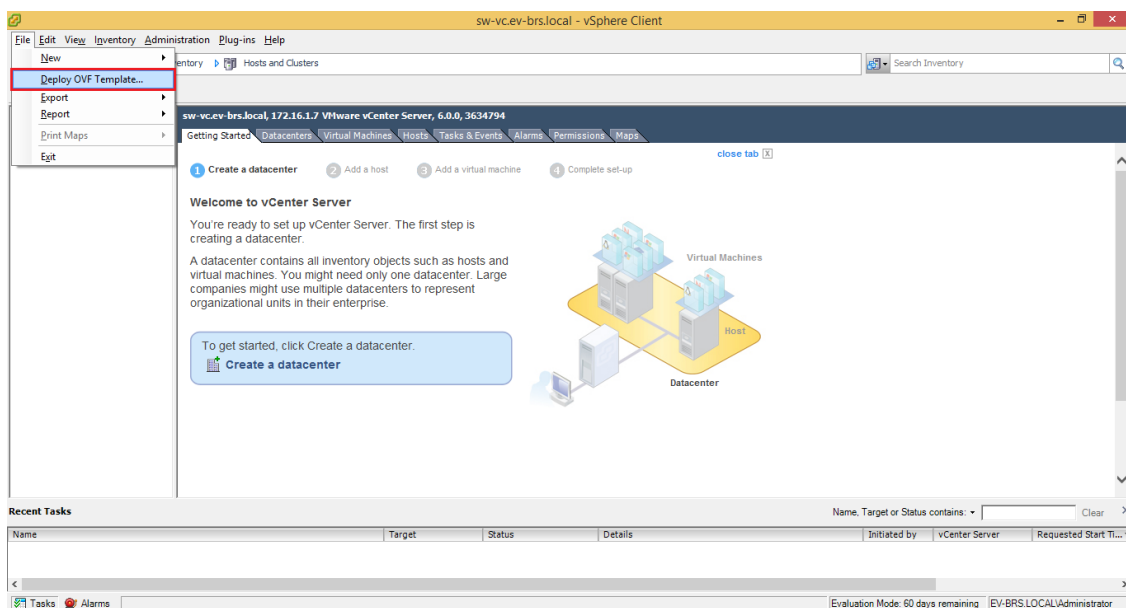 sw-vc.ev-brs.local - vSphere Client
File Edit View Inventory Administration Plug-ins Help
New
entory Hosts and Clusters
Search Inventory
Deploy OVF Template...
Export
Report
Print Maps
Exit
sw-vc.ev-brs.local, 172.16.1.7 VMware vCenter Server, 6.0.0, 3634794
Getting Started Datacenters Virtual Machines Hosts Tasks & Events Alarms Permissions Maps
close tab X
1 Create a datacenter 2 Add a host 3 Add a virtual machine 4 Complete set-up
Welcome to vCenter Server
You're ready to set up vCenter Server. The first step is
creating a datacenter.
A datacenter contains all inventory objects such as hosts and
virtual machines. You might need only one datacenter. Large
companies might use multiple datacenters to represent
organizational units in their enterprise.
To get started, click Create a datacenter.
Create a datacenter
Virtual Machines
Host
Datacenter
Recent Tasks
Name, Target or Status contains:
Clear
Name Target Status Details Initiated by vCenter Server Requested Start Ti...
Tasks Alarms
Evaluation Mode: 60 days remaining EV-BRS.LOCAL\Administrator